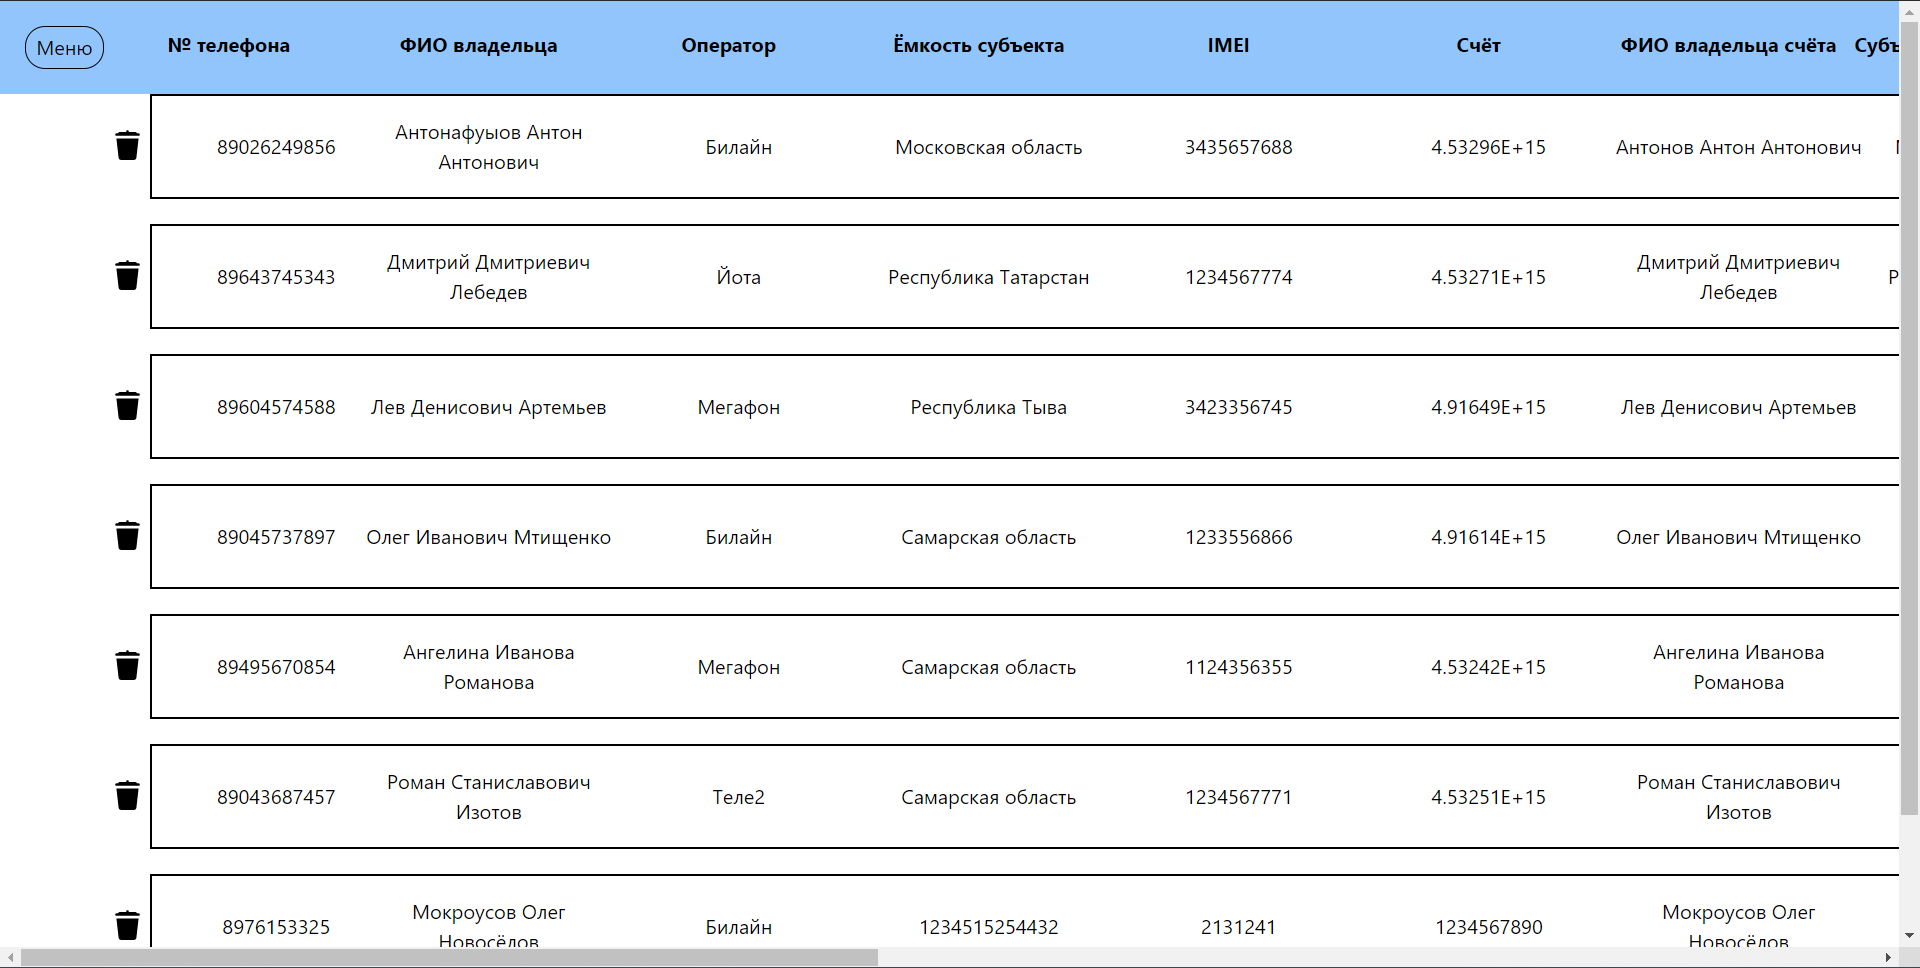 Меню № телефона ФИО владельца Оператор Ёмкость субъекта IMEI Счёт ФИО владельца счёта
89026249856 Антонафуыов Антон Билайн Московская область 3435657688 4.53296E+15 Антонов Антон Антонович
Антонович
89643745343 Дмитрий Дмитриевич Йота Республика Татарстан 1234567774 4.53271E+15 Дмитрий Дмитриевич
Лебедев Лебедев
89604574588 Лев Денисович Артемьев Мегафон Республика Тыва 3423356745 4.91649E+15 Лев Денисович Артемьев
89045737897 Олег Иванович Мтищенко Билайн Самарская область 1233556866 4.91614E+15 Олег Иванович Мтищенко
89495670854 Ангелина Иванова Мегафон Самарская область 1124356355 4.53242E+15 Ангелина Иванова
Романова Романова
89043687457 Роман Станиславович Теле2 Самарская область 1234567771 4.53251E+15 Роман Станиславович
Изотов Изотов
8976153325 Мокроусов Олег Билайн 1234515254432 2131241 1234567890 Мокроусов Олег
Новосёлов Новосёлов